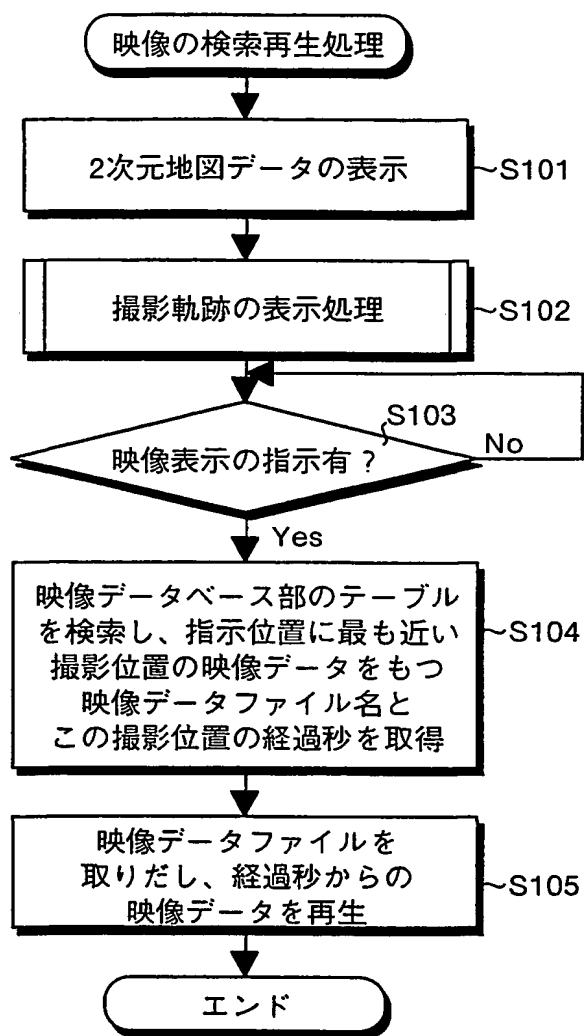 映像の検索再生処理
2次元地図データの表示
S101
撮影軌跡の表示処理
S102
S103
映像表示の指示有?
No
Yes
映像データベース部のテーブル
を検索し、指示位置に最も近い
撮影位置の映像データをもつ
映像データファイル名と
この撮影位置の経過秒を取得
S104
映像データファイルを
取りだし、経過秒からの
映像データを再生
S105
エンド